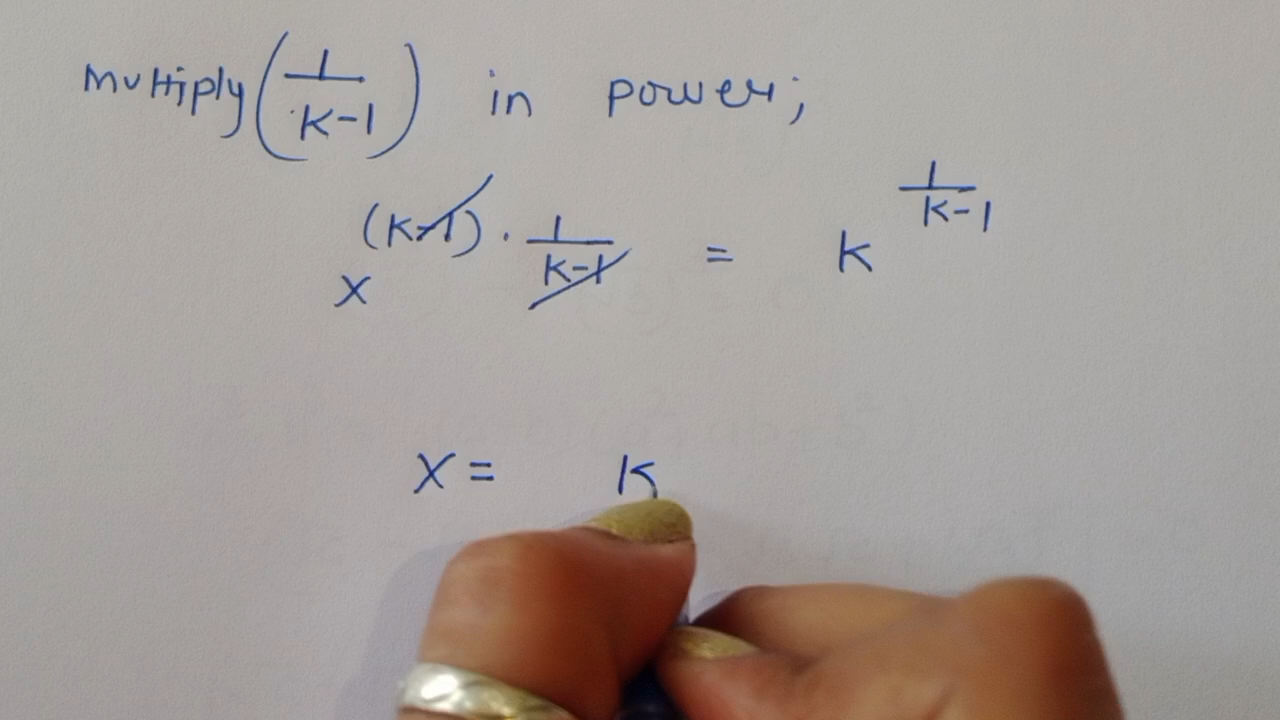 multiply (1/K-1) in power;
x^(K-1) · 1/K-1 = K^1/K-1
x = K